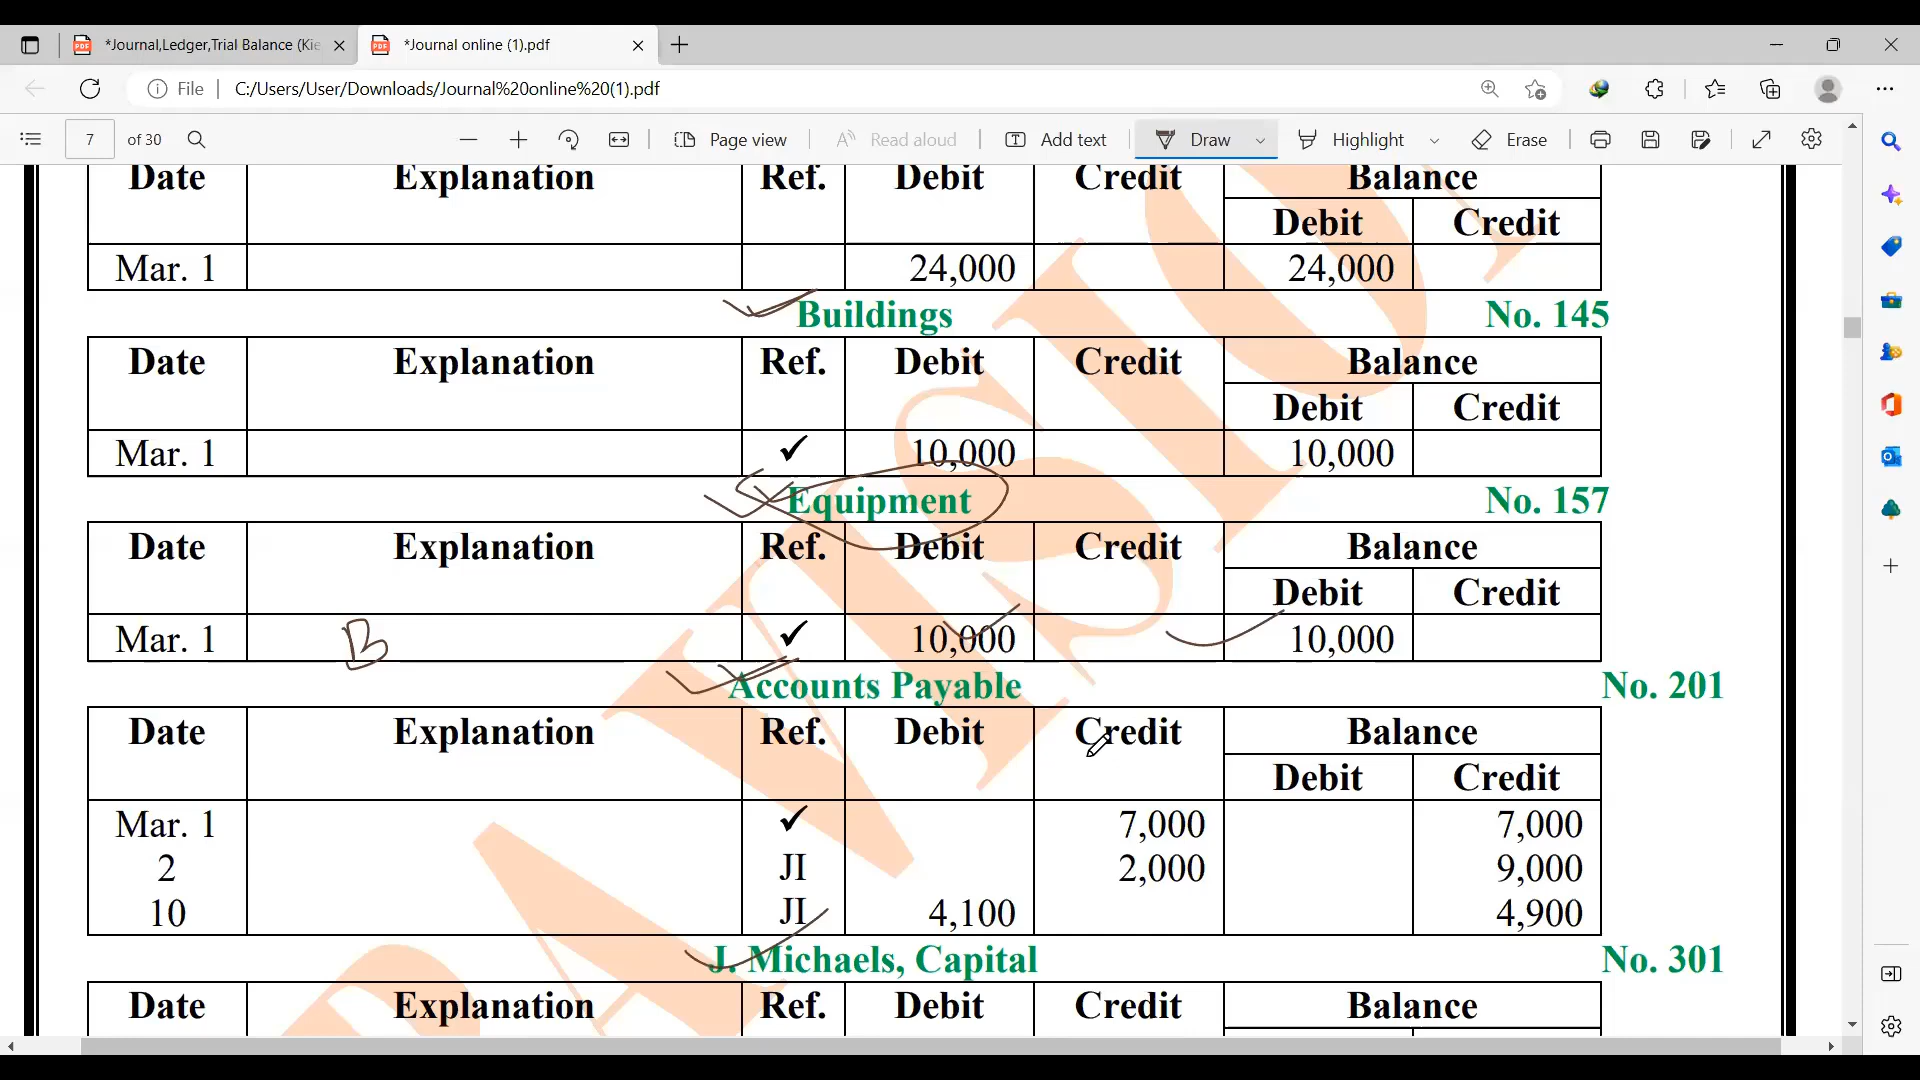 *Journal,Ledger,Trial Balance (Kie
*Journal online (1).pdf
File
C:/Users/User/Downloads/Journal%20online%20(1).pdf
7 of 30
Page view
Read aloud
Add text
Draw
Highlight
Erase
Date Explanation Ref. Debit Credit Balance
Debit Credit
Mar. 1 24,000 24,000
Buildings No. 145
Date Explanation Ref. Debit Credit Balance
Debit Credit
Mar. 1 ✓ 10,000 10,000
Equipment No. 157
Date Explanation Ref. Debit Credit Balance
Debit Credit
Mar. 1 B ✓ 10,000 10,000
Accounts Payable No. 201
Date Explanation Ref. Debit Credit Balance
Debit Credit
Mar. 1 ✓ 7,000 7,000
2 JI 2,000 9,000
10 JI 4,100 4,900
J. Michaels, Capital No. 301
Date Explanation Ref. Debit Credit Balance